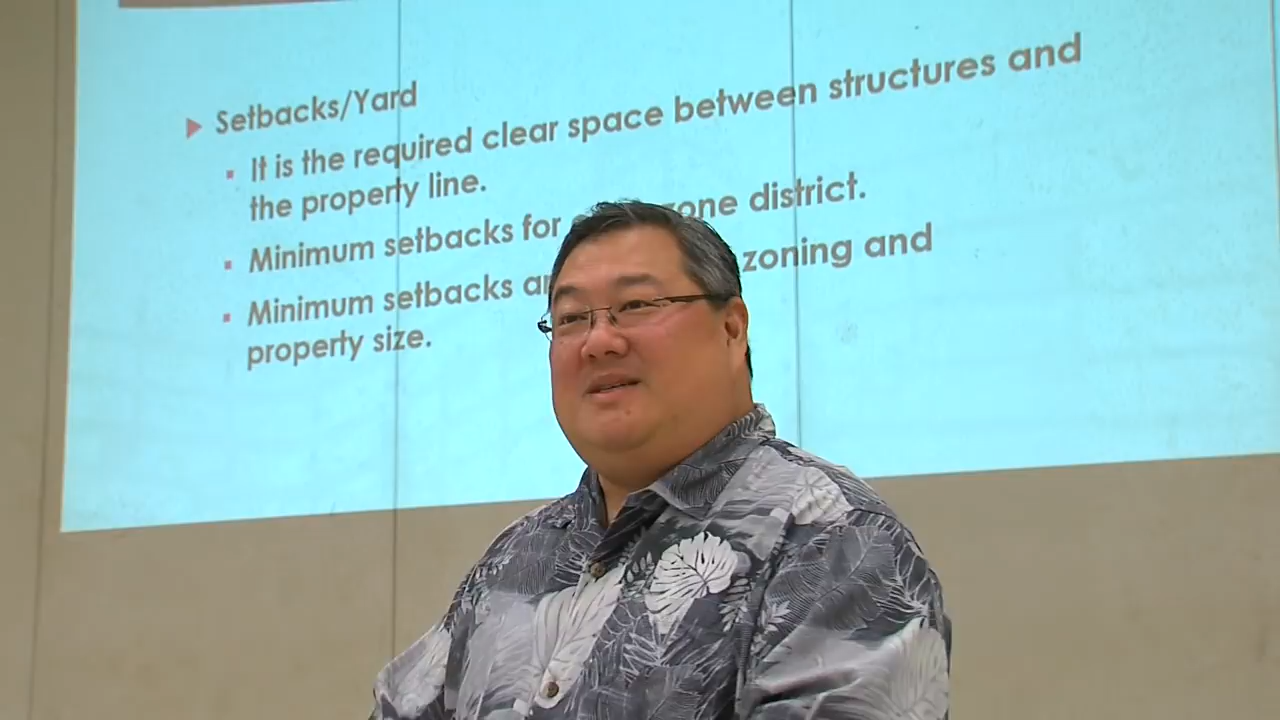 Setbacks/Yard
It is the required clear space between structures and
the property line.
Minimum setbacks for zone district.
Minimum setbacks zoning and
property size.